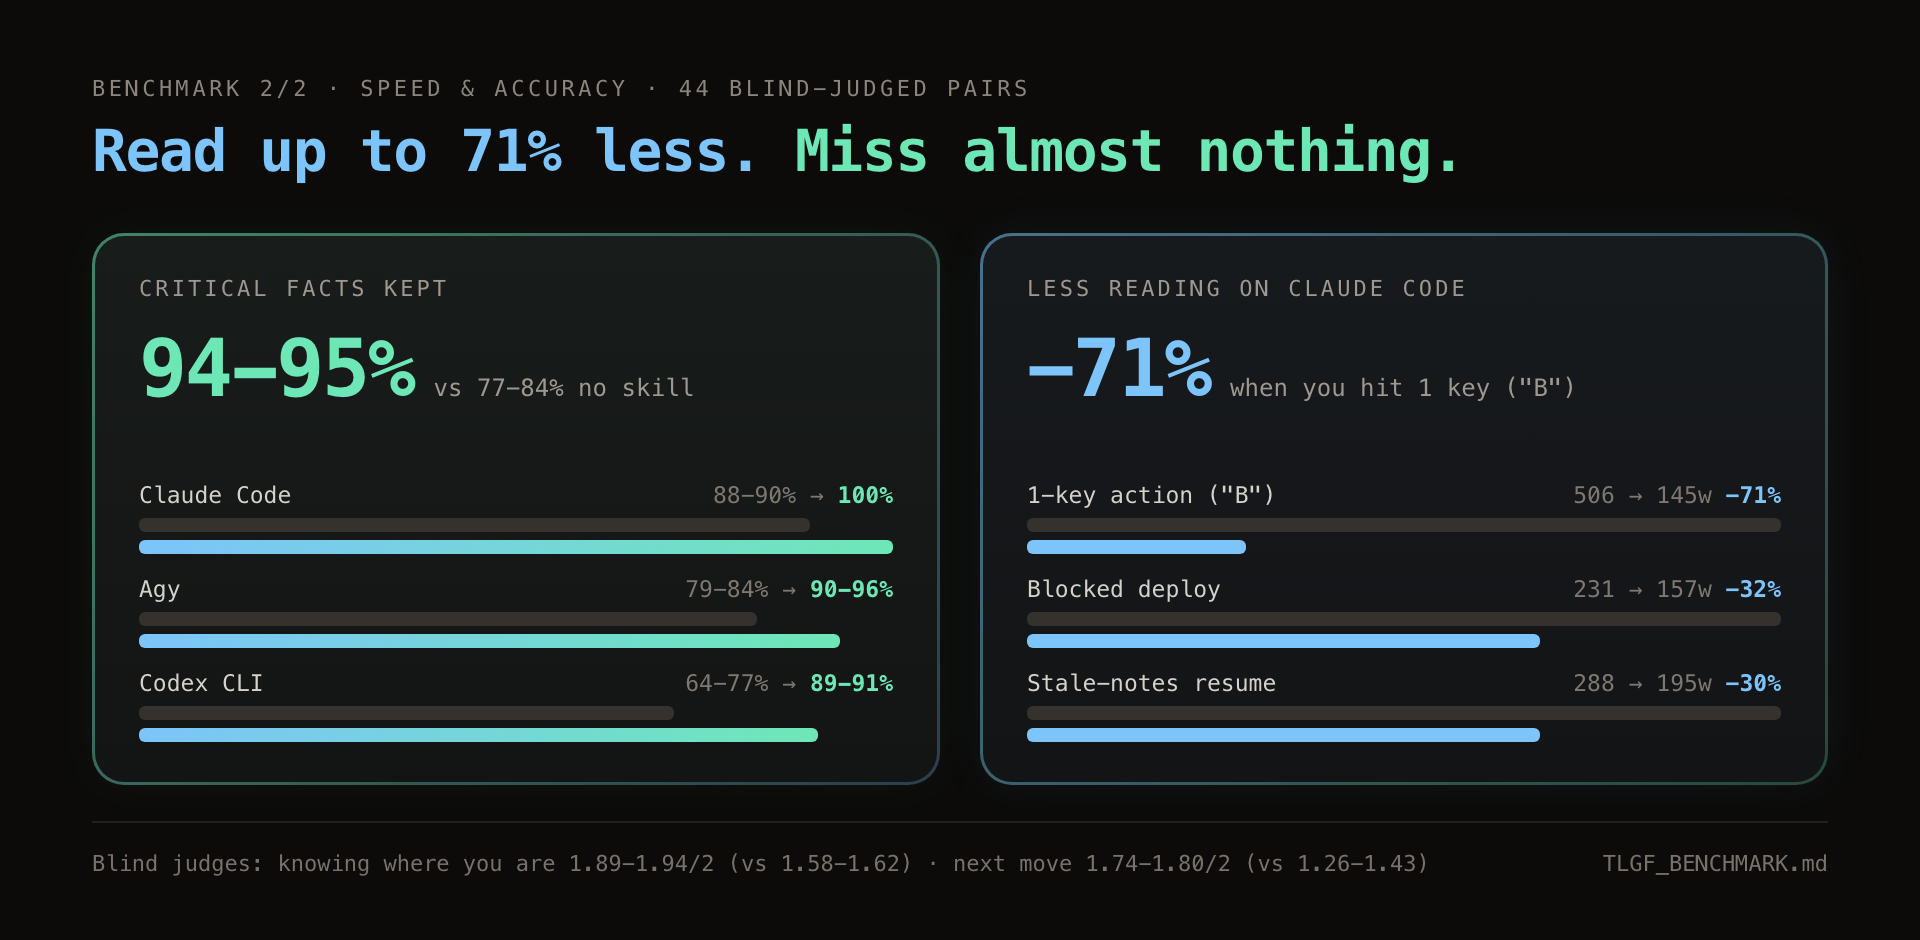 BENCHMARK 2/2 · SPEED & ACCURACY · 44 BLIND–JUDGED PAIRS
Read up to 71% less. Miss almost nothing.
CRITICAL FACTS KEPT
94–95% vs 77–84% no skill
Claude Code 88–90% → 100%
Agy 79–84% → 90–96%
Codex CLI 64–77% → 89–91%
LESS READING ON CLAUDE CODE
–71% when you hit 1 key ("B")
1–key action ("B") 506 → 145w –71%
Blocked deploy 231 → 157w –32%
Stale–notes resume 288 → 195w –30%
Blind judges: knowing where you are 1.89–1.94/2 (vs 1.58–1.62) · next move 1.74–1.80/2 (vs 1.26–1.43)
TLGF_BENCHMARK.md